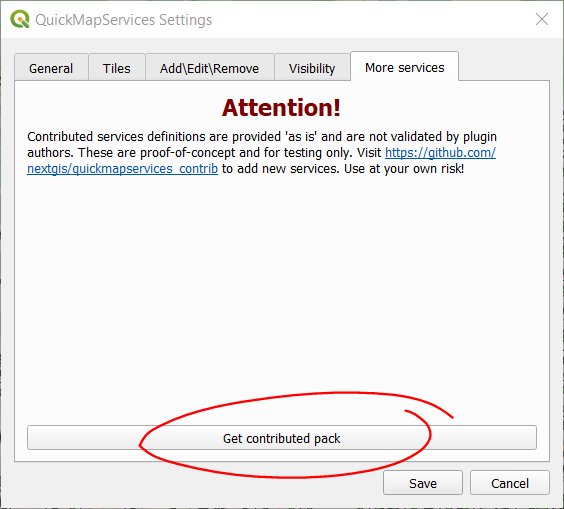 QuickMapServices Settings
General Tiles Add\Edit\Remove Visibility More services
Attention!
Contributed services definitions are provided 'as is' and are not validated by plugin
authors. These are proof-of-concept and for testing only. Visit https://github.com/
nextgis/quickmapservices_contrib to add new services. Use at your own risk!
Get contributed pack
Save Cancel